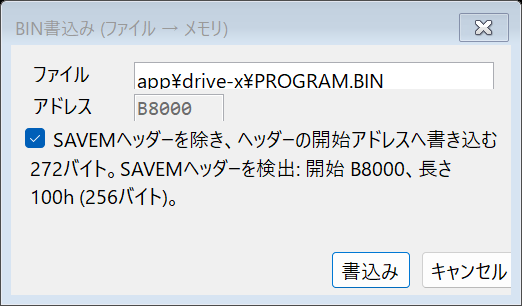 BIN書込み (ファイル → メモリ)
ファイル
app¥drive-x¥PROGRAM.BIN
アドレス
B8000
SAVEMヘッダーを除き、ヘッダーの開始アドレスへ書き込む
272バイト。SAVEMヘッダーを検出: 開始 B8000、長さ
100h (256バイト)。
書込み
キャンセル